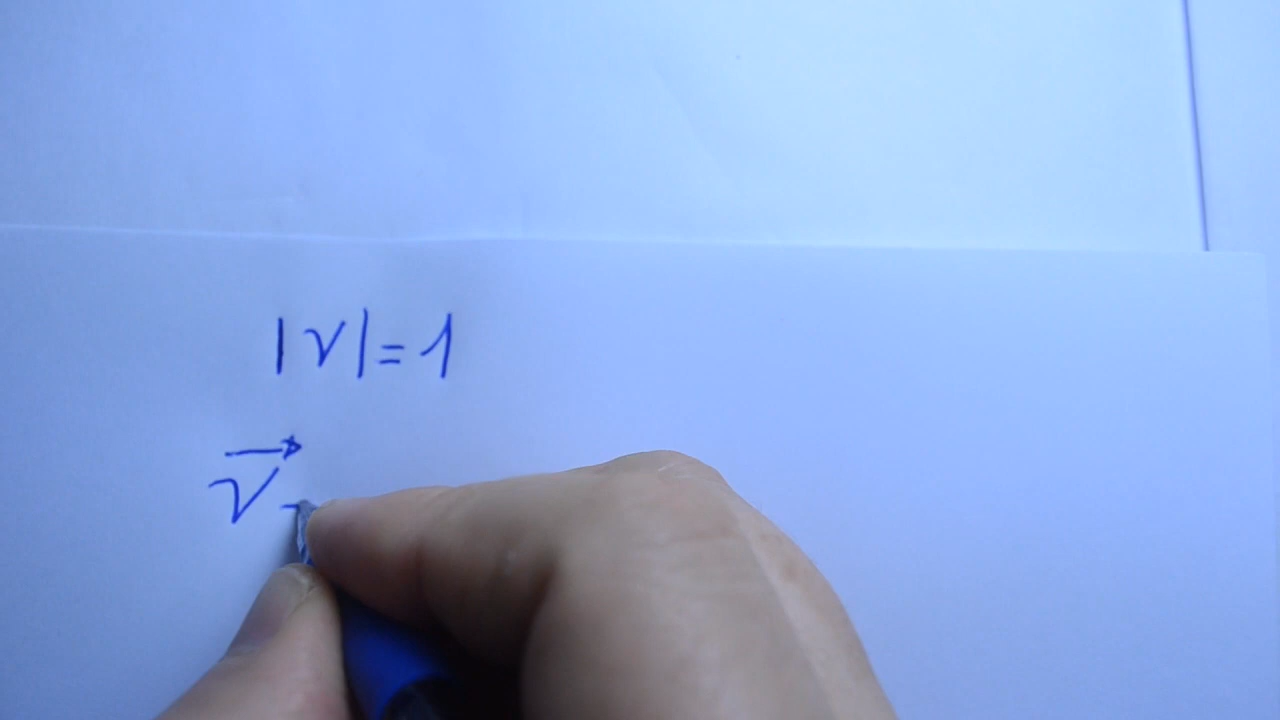 |v| = 1
v⃗ -